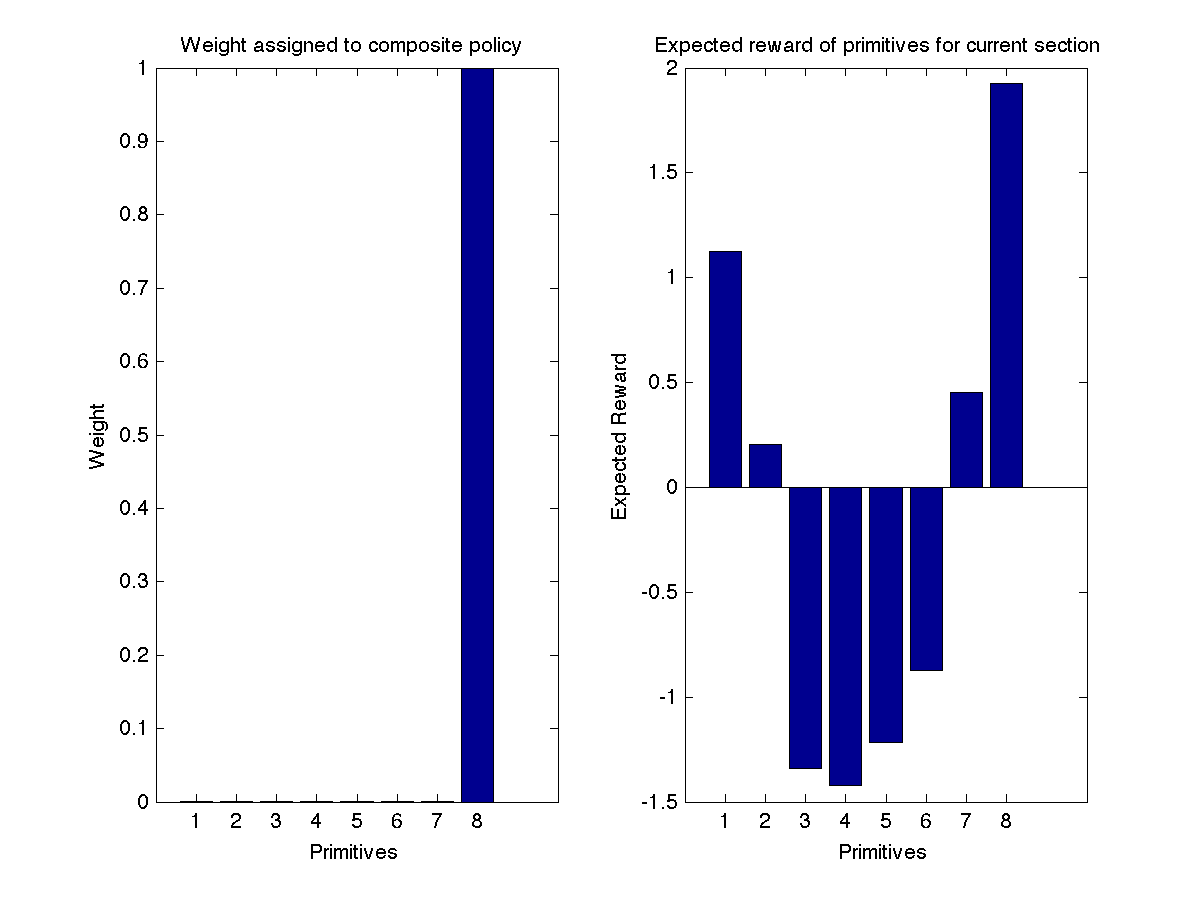 Weight assigned to composite policy
1
0.9
0.8
0.7
0.6
0.5
0.4
0.3
0.2
0.1
0
Weight
1 2 3 4 5 6 7 8
Primitives
Expected reward of primitives for current section
2
1.5
1
0.5
0
-0.5
-1
-1.5
Expected Reward
1 2 3 4 5 6 7 8
Primitives